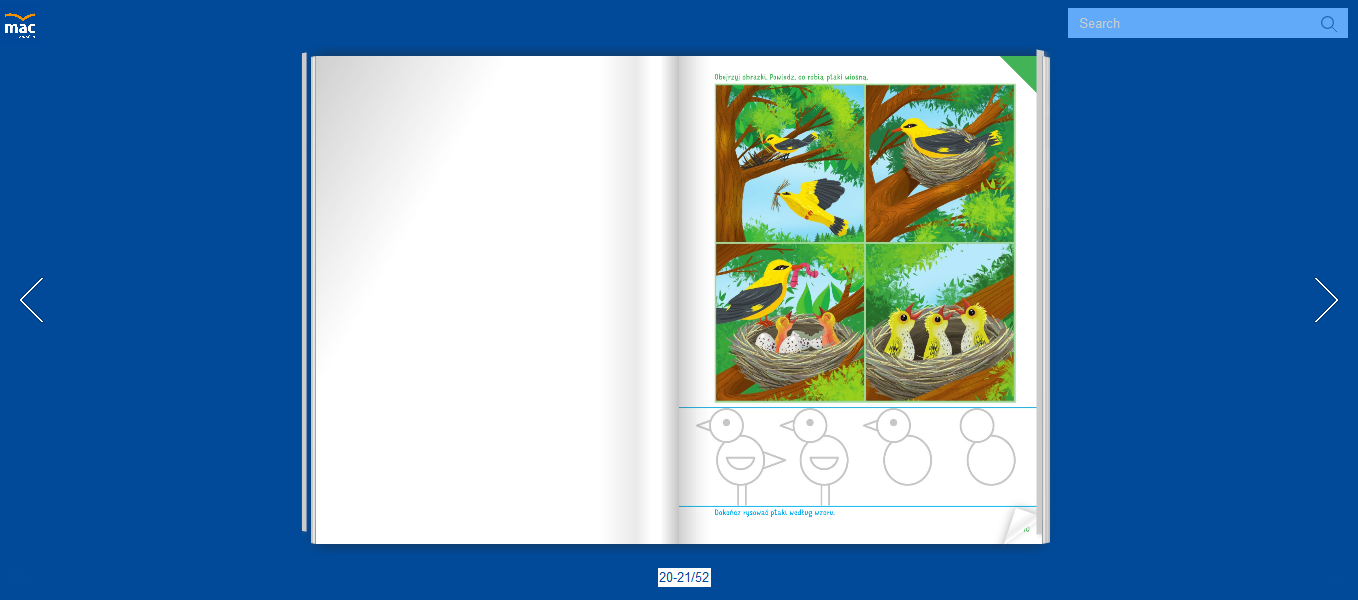 mac
Search
Obejrzyj obrazki. Powiedz, co robią ptaki wiosną.
Dokończ rysować ptaki według wzoru.
20-21/52